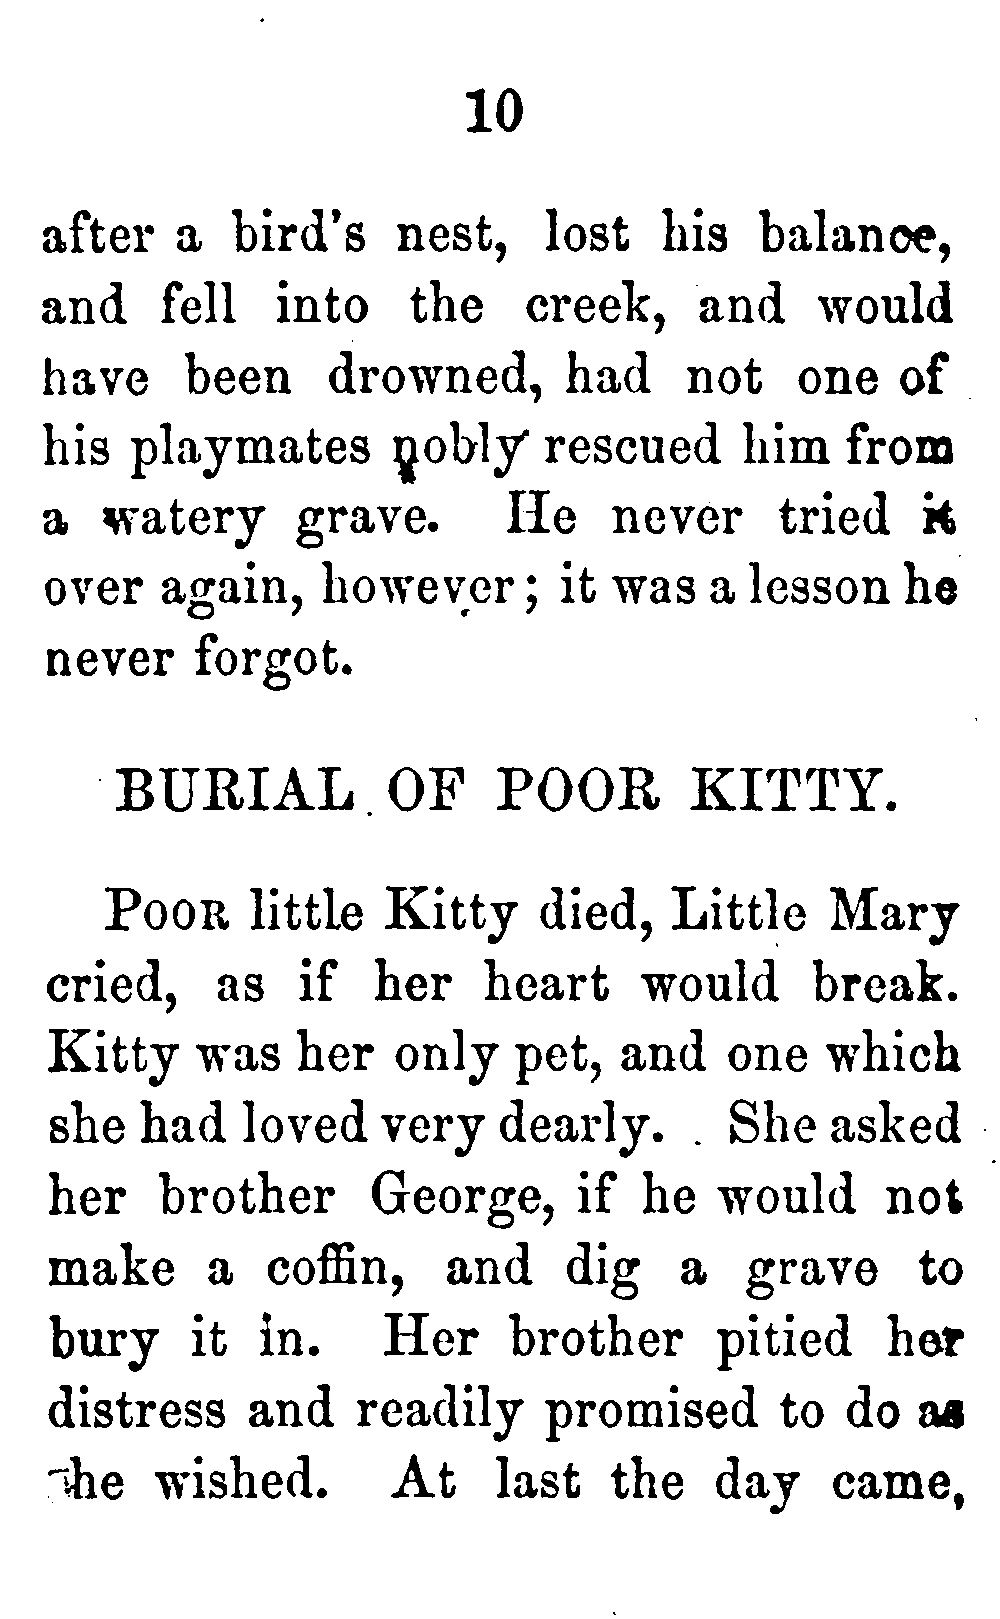 10
after a bird's nest, lost his balance,
and fell into the creek, and would
have been drowned, had not one of
his playmates nobly rescued him from
a watery grave. He never tried it
over again, however; it was a lesson he
never forgot.
BURIAL OF POOR KITTY.
POOR little Kitty died, Little Mary
cried, as if her heart would break.
Kitty was her only pet, and one which
she had loved very dearly. She asked
her brother George, if he would not
make a coffin, and dig a grave to
bury it in. Her brother pitied her
distress and readily promised to do as
she wished. At last the day came,